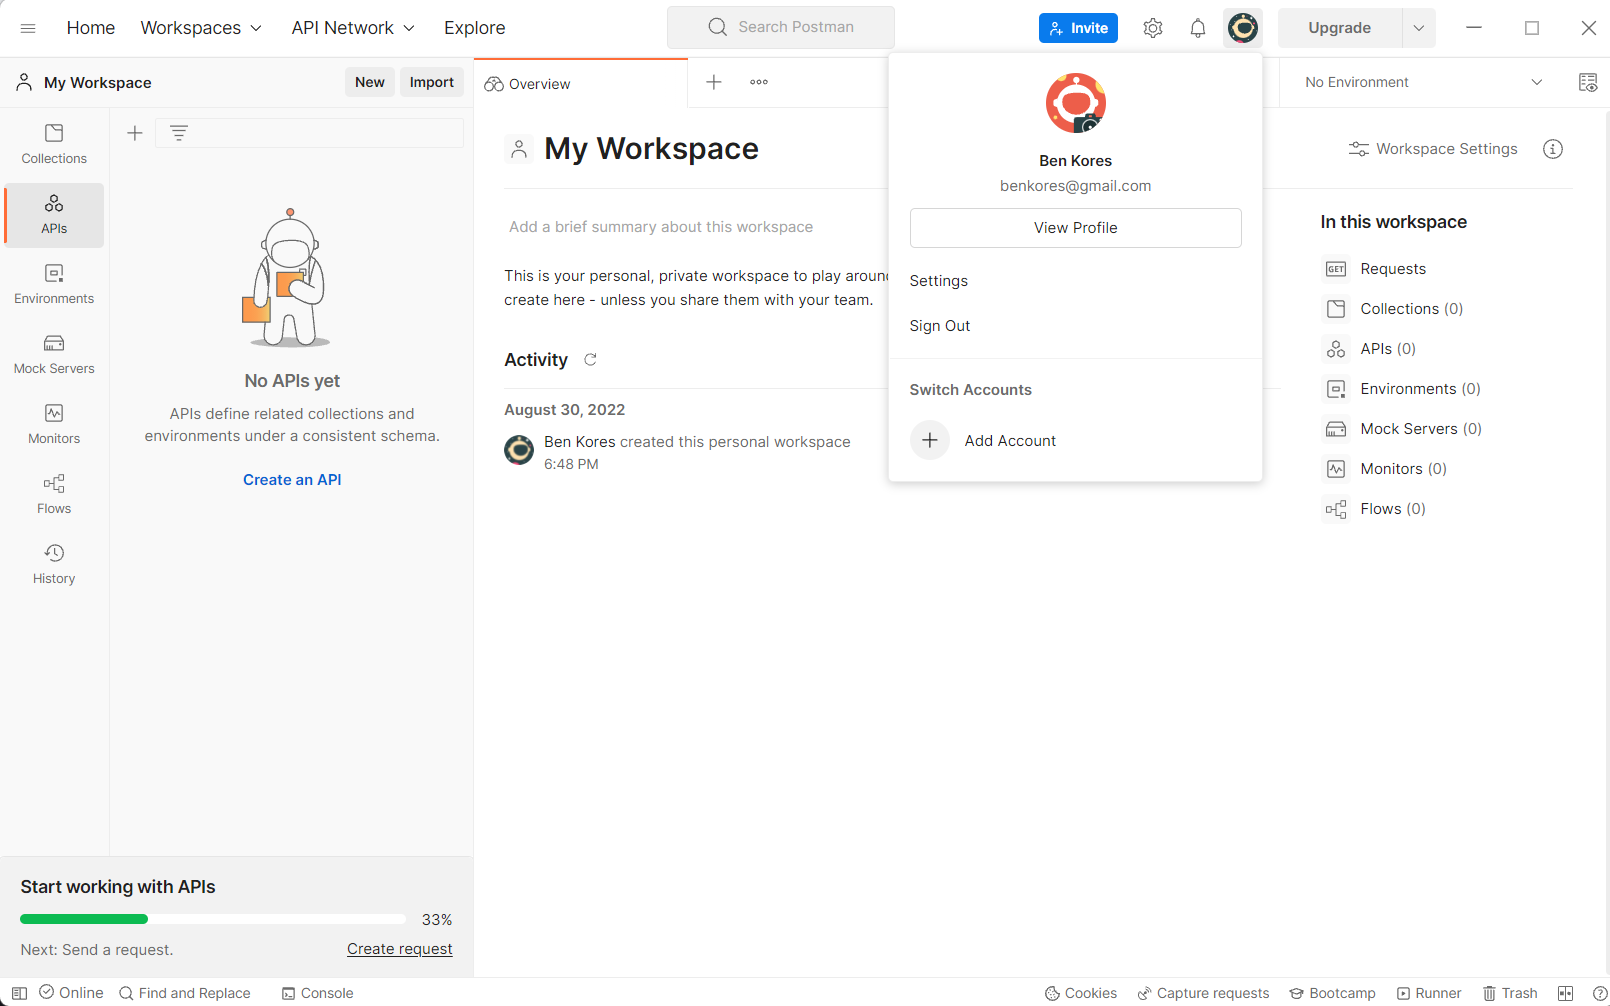 Home
Workspaces
API Network
Explore
Search Postman
Invite
Upgrade
My Workspace
New
Import
Overview
No Environment
Collections
APIs
Environments
Mock Servers
Monitors
Flows
History
No APIs yet
APIs define related collections and
environments under a consistent schema.
Create an API
Start working with APIs
33%
Next: Send a request.
Create request
My Workspace
Workspace Settings
Add a brief summary about this workspace
This is your personal, private workspace to play aroun
create here - unless you share them with your team.
Activity
August 30, 2022
Ben Kores created this personal workspace
6:48 PM
Ben Kores
benkores@gmail.com
View Profile
Settings
Sign Out
Switch Accounts
Add Account
In this workspace
GET Requests
Collections (0)
APIs (0)
Environments (0)
Mock Servers (0)
Monitors (0)
Flows (0)
Online
Find and Replace
Console
Cookies
Capture requests
Bootcamp
Runner
Trash